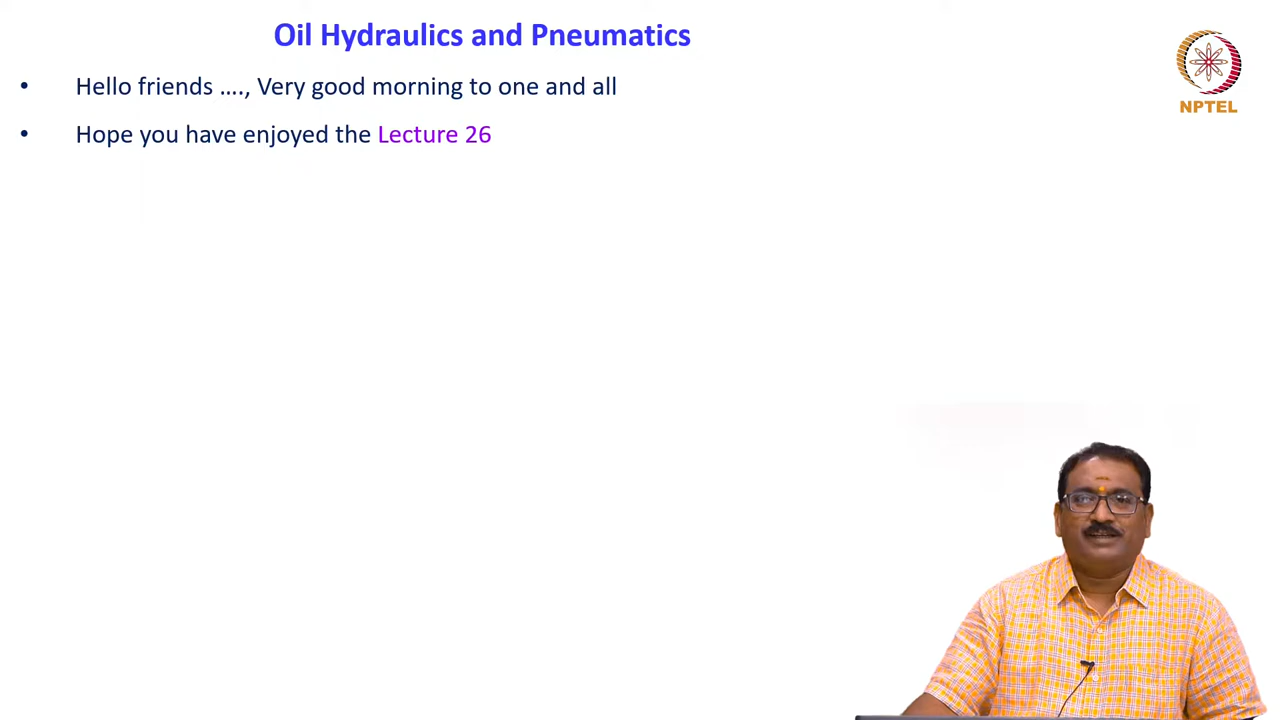 Oil Hydraulics and Pneumatics
• Hello friends …., Very good morning to one and all
• Hope you have enjoyed the Lecture 26
NPTEL